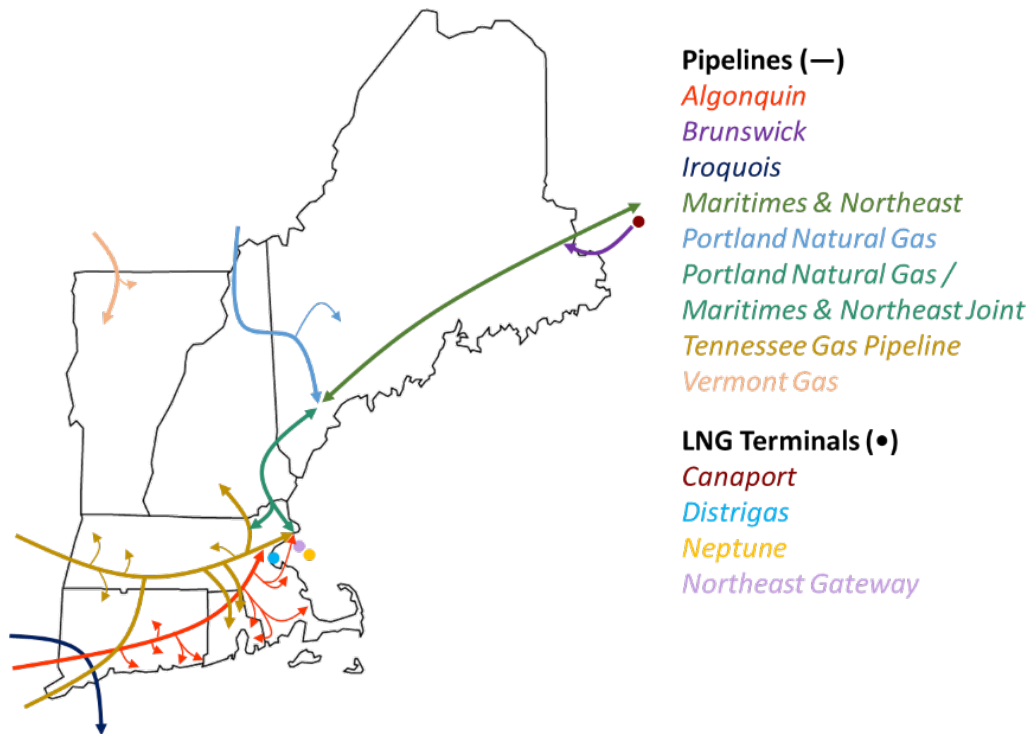 Pipelines (—)
Algonquin
Brunswick
Iroquois
Maritimes & Northeast
Portland Natural Gas
Portland Natural Gas /
Maritimes & Northeast Joint
Tennessee Gas Pipeline
Vermont Gas
LNG Terminals (•)
Canaport
Distrigas
Neptune
Northeast Gateway